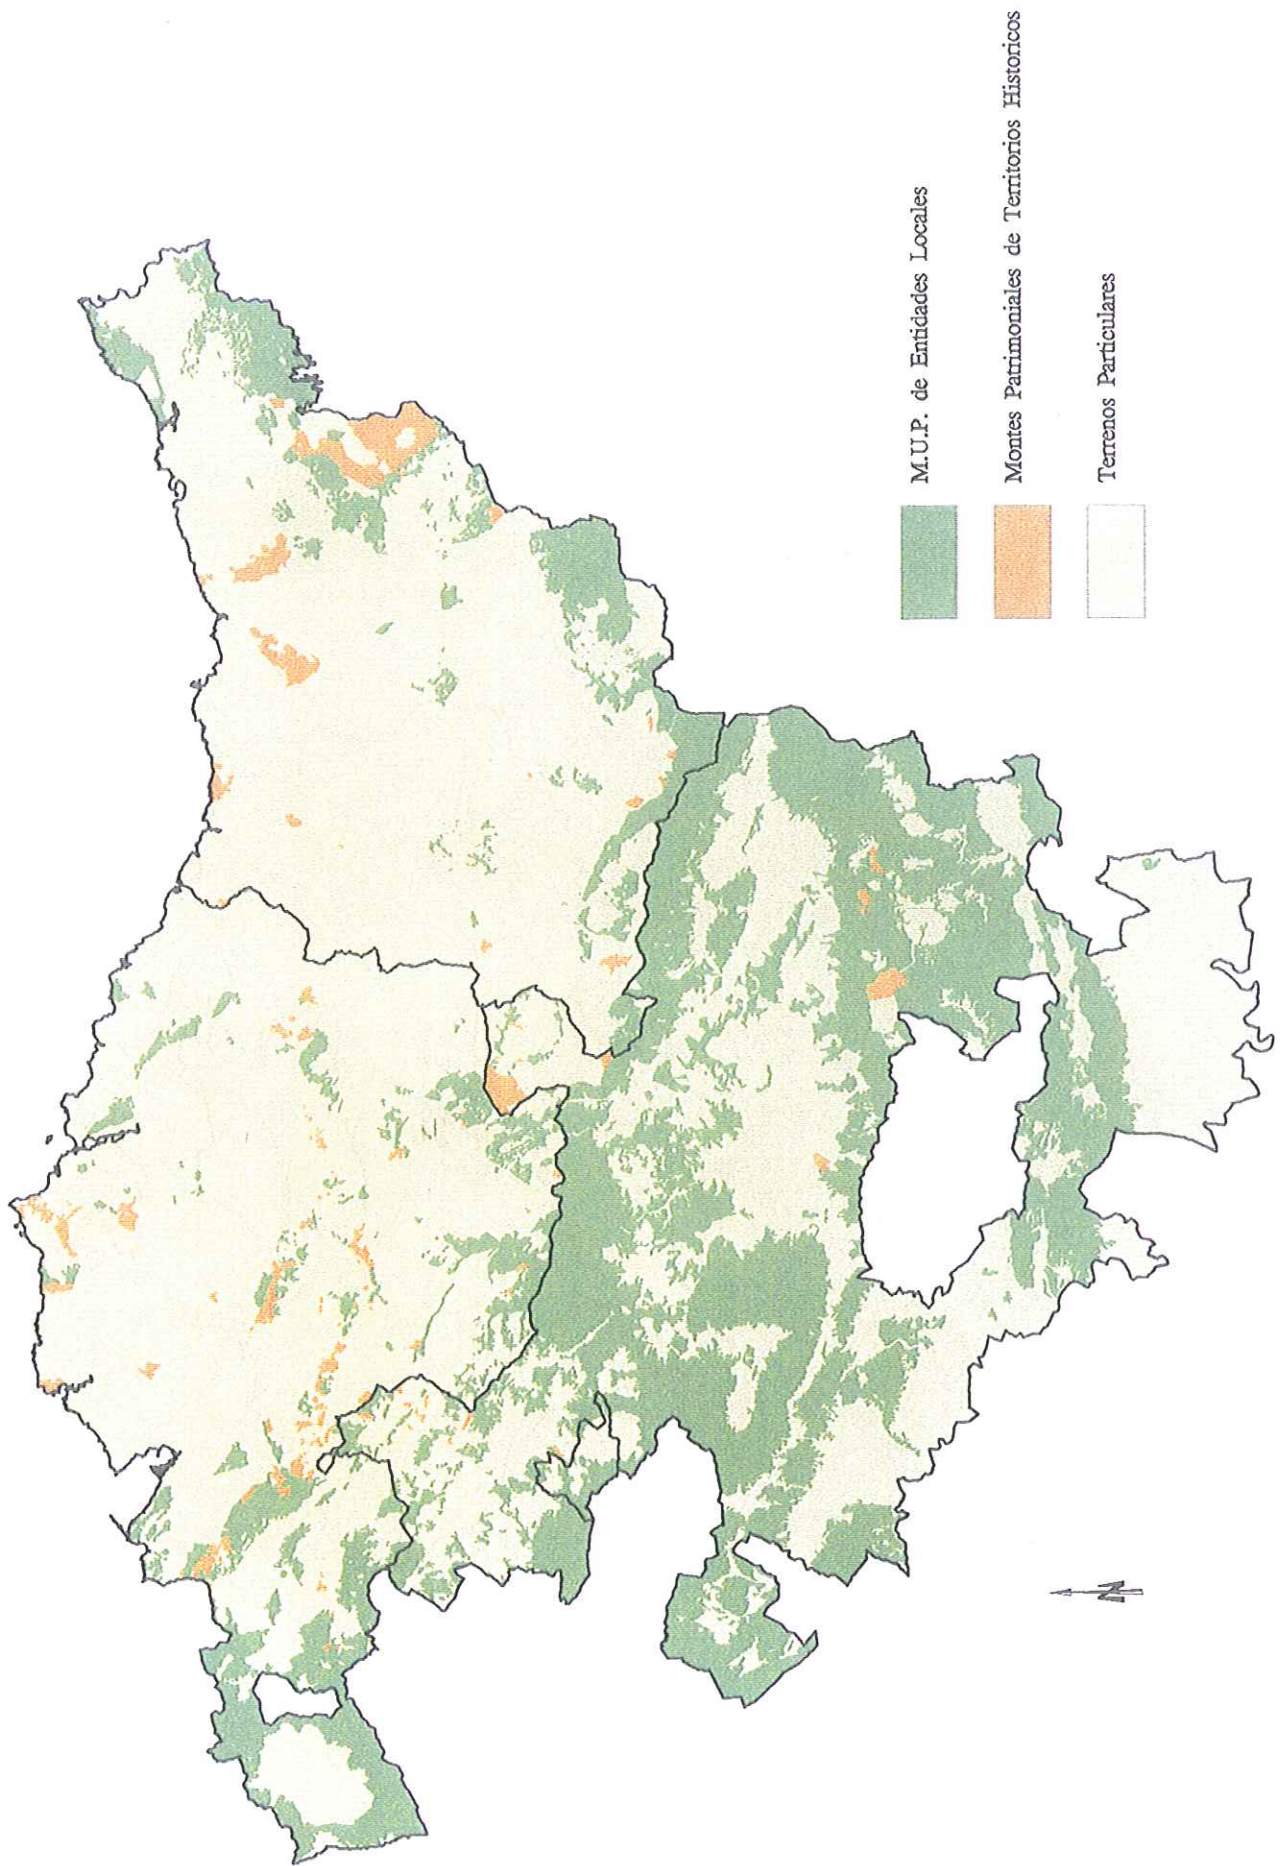 M.U.P. de Entidades Locales
Montes Patrimoniales de Territorios Historicos
Terrenos Particulares
N